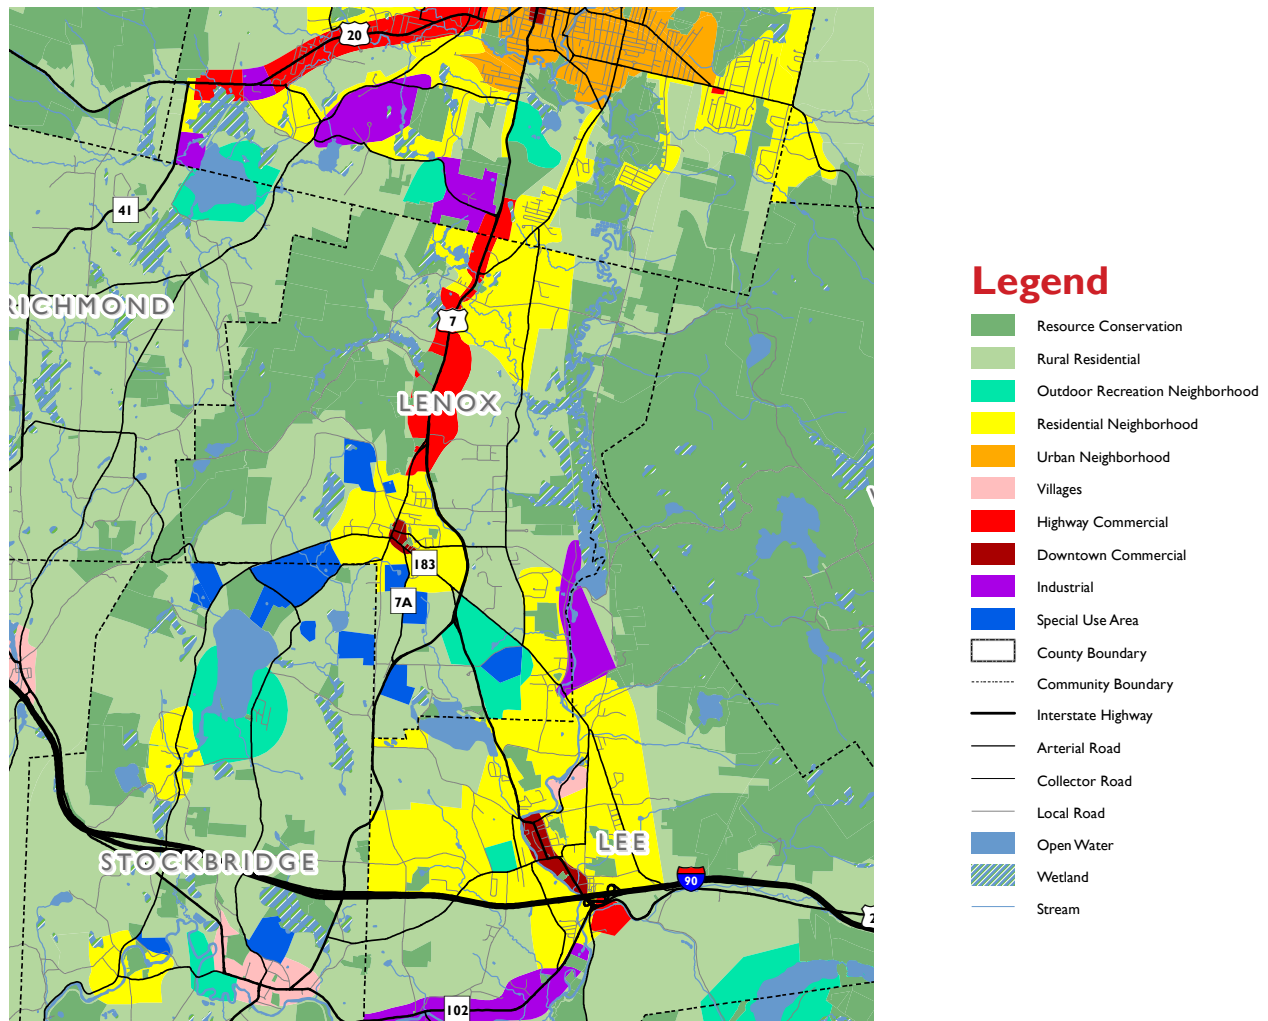 20
41
RICHMOND
7
LENOX
183
7A
STOCKBRIDGE
LEE
90
2
102
Legend
Resource Conservation
Rural Residential
Outdoor Recreation Neighborhood
Residential Neighborhood
Urban Neighborhood
Villages
Highway Commercial
Downtown Commercial
Industrial
Special Use Area
County Boundary
Community Boundary
Interstate Highway
Arterial Road
Collector Road
Local Road
Open Water
Wetland
Stream